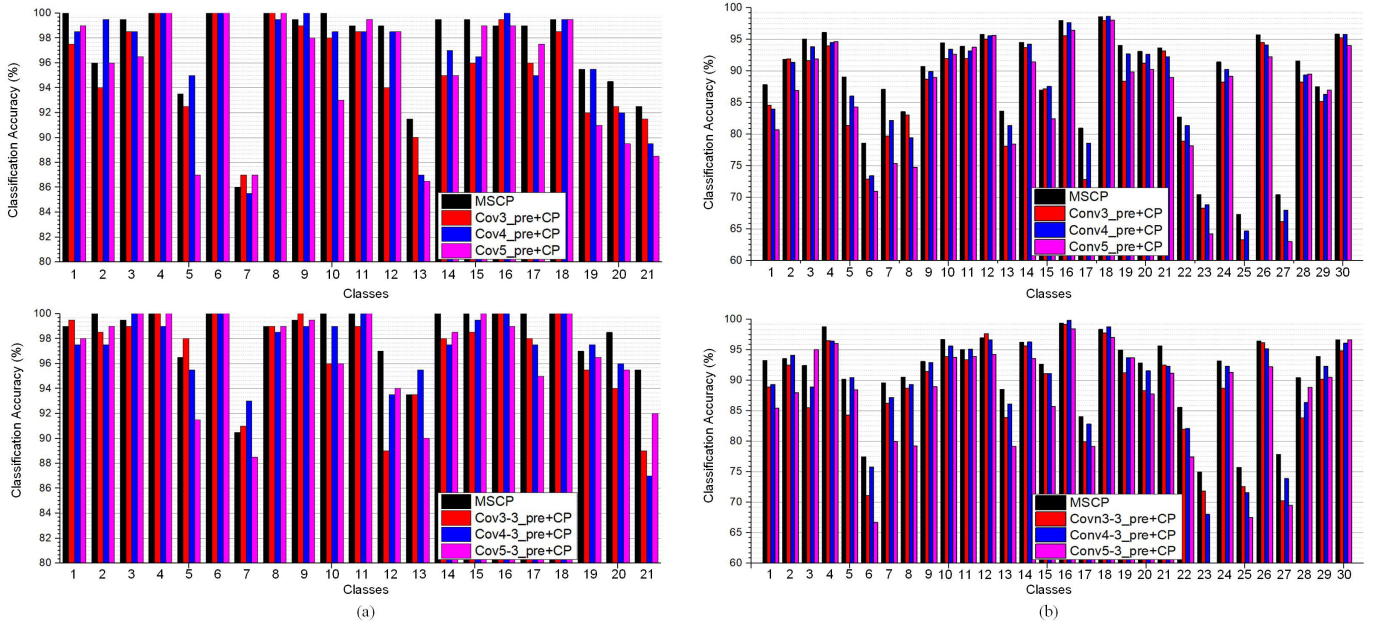 100
98
96
94
92
90
88
86
84
82
80
Classification Accuracy (%)
MSCP
Cov3_pre+CP
Cov4_pre+CP
Cov5_pre+CP
1 2 3 4 5 6 7 8 9 10 11 12 13 14 15 16 17 18 19 20 21
Classes
100
98
96
94
92
90
88
86
84
82
80
Classification Accuracy (%)
MSCP
Cov3-3_pre+CP
Cov4-3_pre+CP
Cov5-3_pre+CP
1 2 3 4 5 6 7 8 9 10 11 12 13 14 15 16 17 18 19 20 21
Classes
(a)
100
95
90
85
80
75
70
65
60
Classification Accuracy (%)
MSCP
Conv3_pre+CP
Conv4_pre+CP
Conv5_pre+CP
1 2 3 4 5 6 7 8 9 10 11 12 13 14 15 16 17 18 19 20 21 22 23 24 25 26 27 28 29 30
Classes
100
95
90
85
80
75
70
65
60
Classification Accuracy (%)
MSCP
Covn3-3_pre+CP
Conv4-3_pre+CP
Conv5-3_pre+CP
1 2 3 4 5 6 7 8 9 10 11 12 13 14 15 16 17 18 19 20 21 22 23 24 25 26 27 28 29 30
Classes
(b)